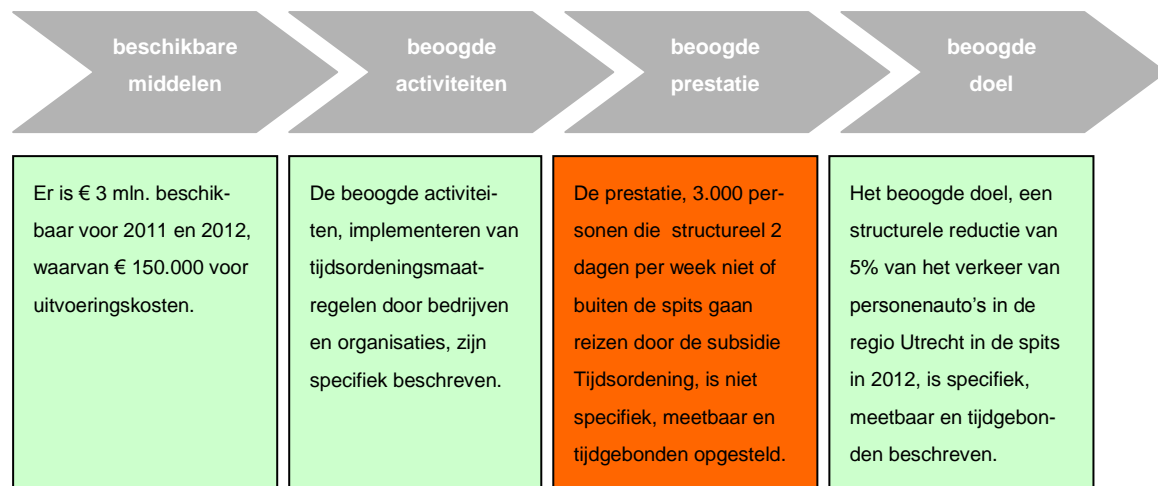 beschikbare
middelen
beoogde
activiteiten
beoogde
prestatie
beoogde
doel
Er is € 3 mln. beschik-
baar voor 2011 en 2012,
waarvan € 150.000 voor
uitvoeringskosten.
De beoogde activitei-
ten, implementeren van
tijdsordeningsmaat-
regelen door bedrijven
en organisaties, zijn
specifiek beschreven.
De prestatie, 3.000 per-
sonen die structureel 2
dagen per week niet of
buiten de spits gaan
reizen door de subsidie
Tijdsordening, is niet
specifiek, meetbaar en
tijdgebonden opgesteld.
Het beoogde doel, een
structurele reductie van
5% van het verkeer van
personenauto's in de
regio Utrecht in de spits
in 2012, is specifiek,
meetbaar en tijdgebon-
den beschreven.